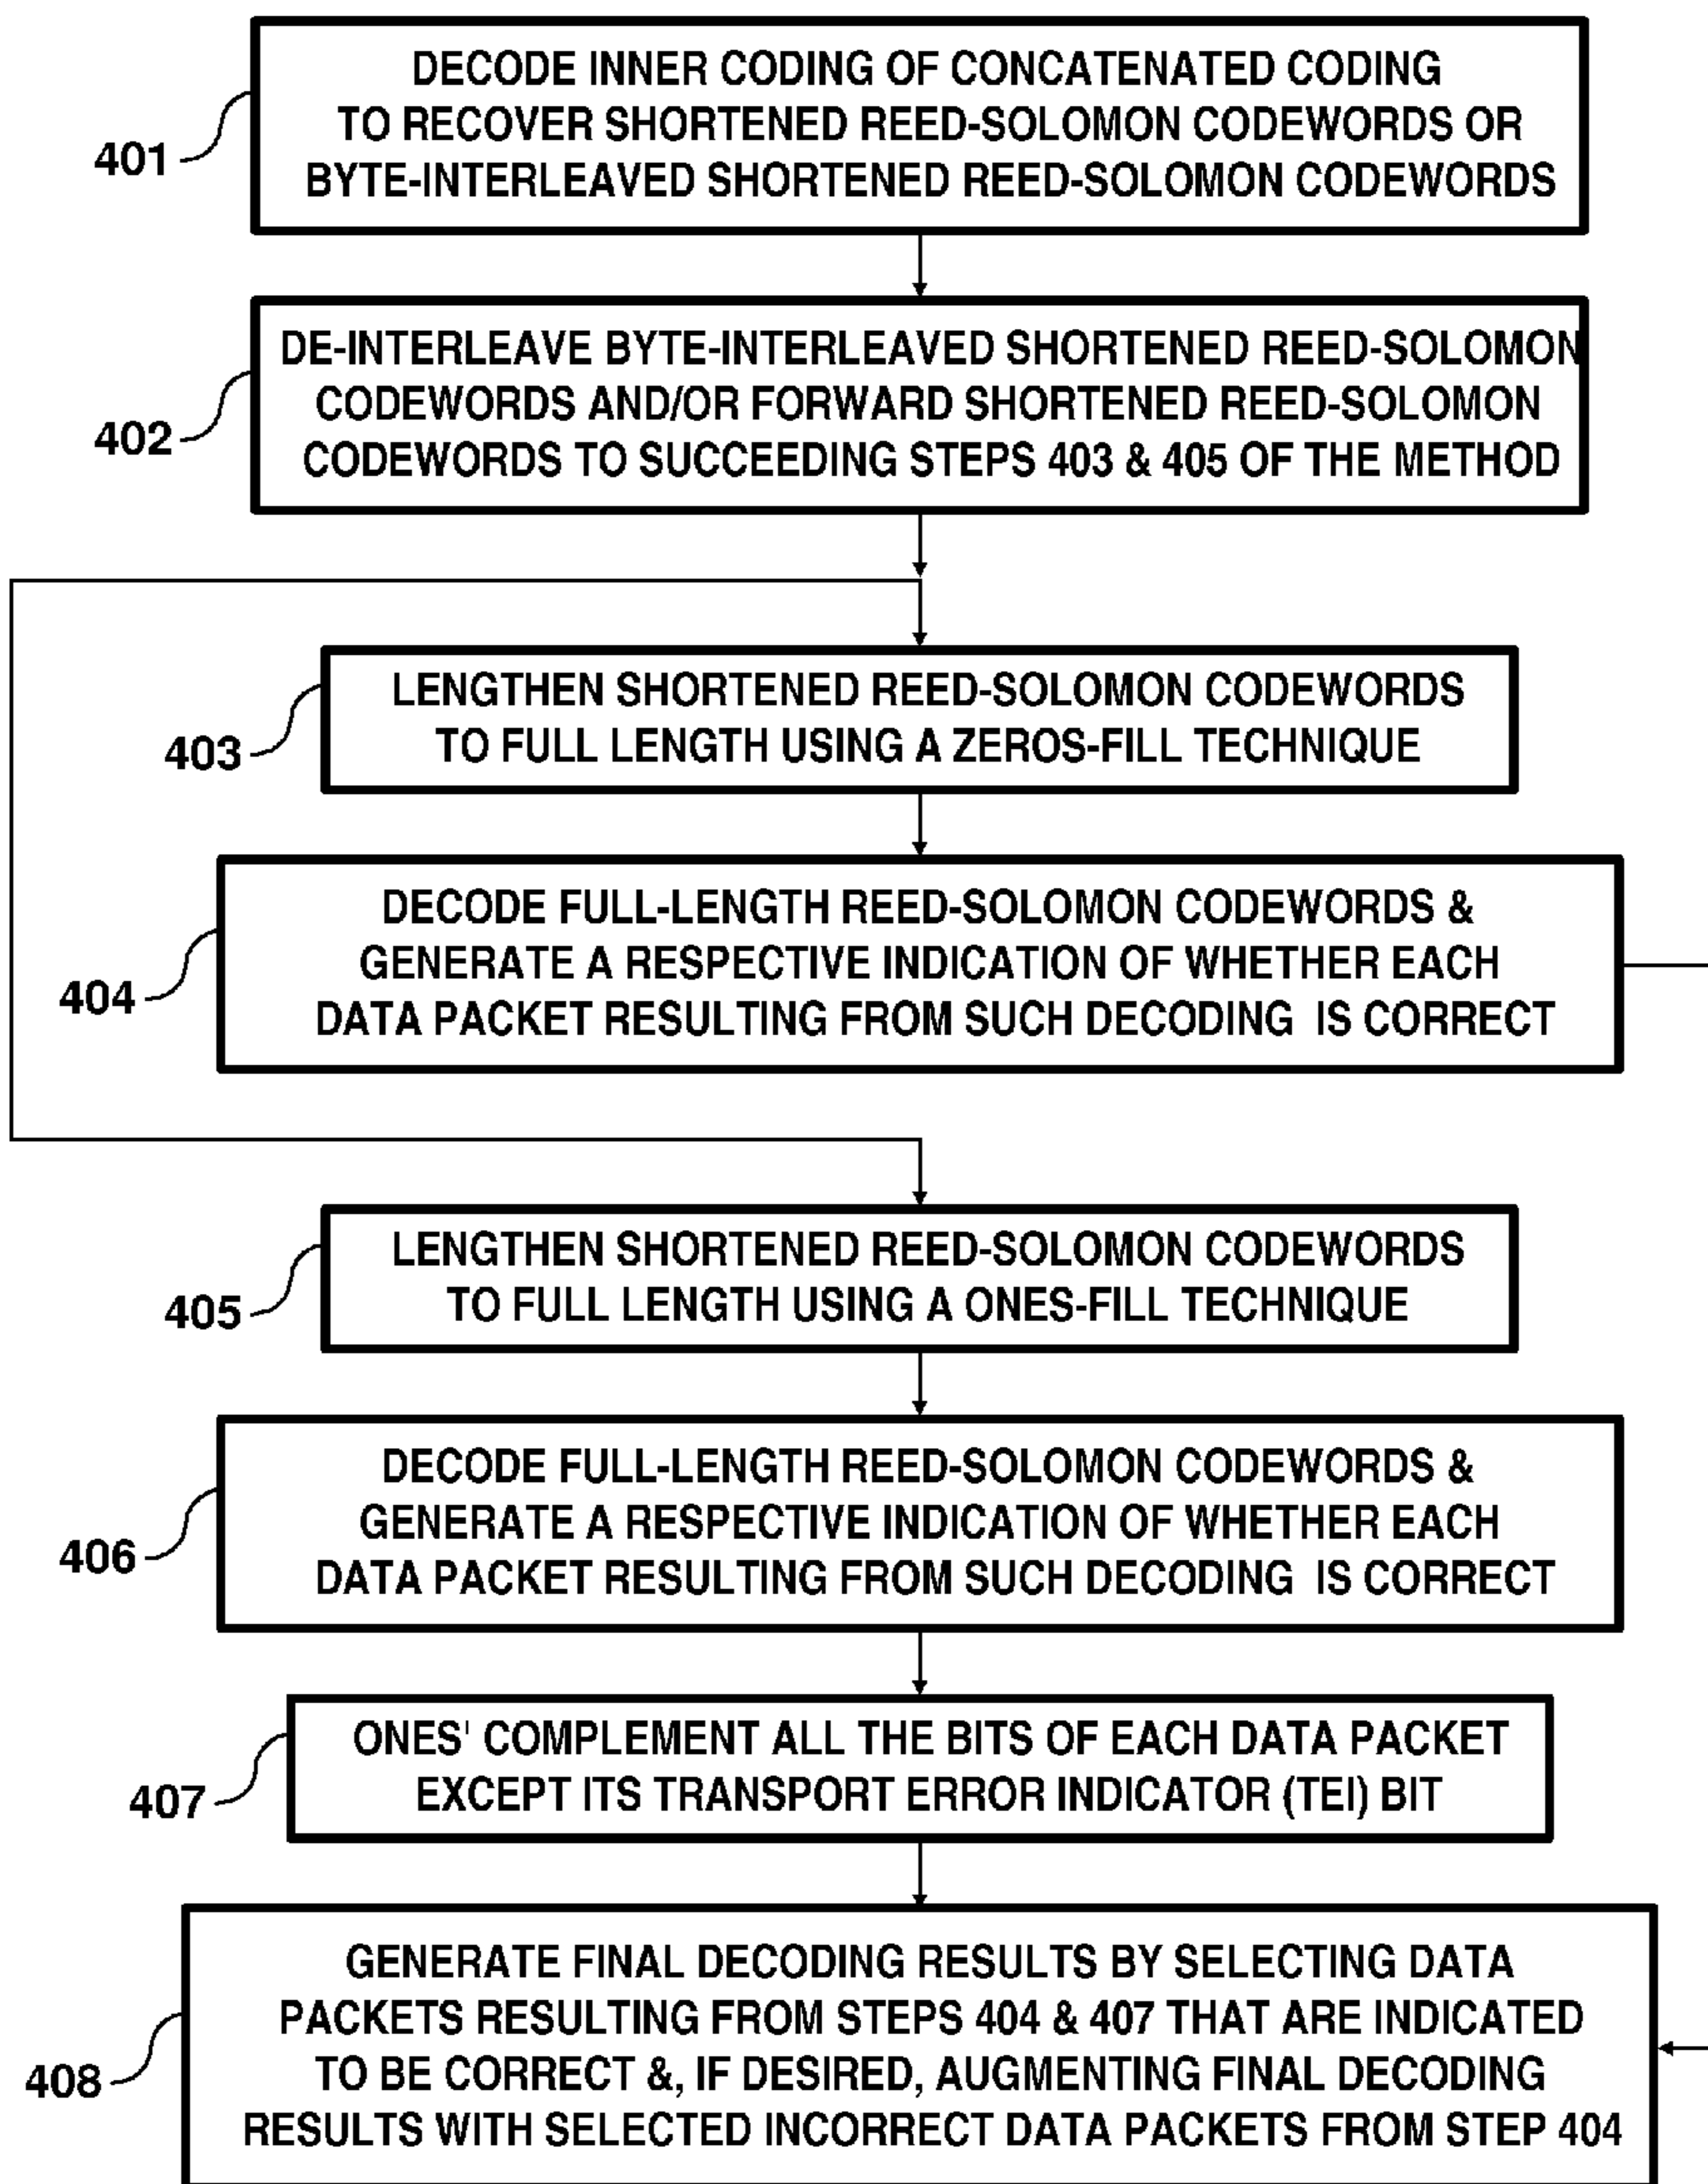 DECODE INNER CODING OF CONCATENATED CODING
TO RECOVER SHORTENED REED-SOLOMON CODEWORDS OR
BYTE-INTERLEAVED SHORTENED REED-SOLOMON CODEWORDS
401
DE-INTERLEAVE BYTE-INTERLEAVED SHORTENED REED-SOLOMON
CODEWORDS AND/OR FORWARD SHORTENED REED-SOLOMON
CODEWORDS TO SUCCEEDING STEPS 403 & 405 OF THE METHOD
402
LENGTHEN SHORTENED REED-SOLOMON CODEWORDS
TO FULL LENGTH USING A ZEROS-FILL TECHNIQUE
403
DECODE FULL-LENGTH REED-SOLOMON CODEWORDS &
GENERATE A RESPECTIVE INDICATION OF WHETHER EACH
DATA PACKET RESULTING FROM SUCH DECODING IS CORRECT
404
LENGTHEN SHORTENED REED-SOLOMON CODEWORDS
TO FULL LENGTH USING A ONES-FILL TECHNIQUE
405
DECODE FULL-LENGTH REED-SOLOMON CODEWORDS &
GENERATE A RESPECTIVE INDICATION OF WHETHER EACH
DATA PACKET RESULTING FROM SUCH DECODING IS CORRECT
406
ONES' COMPLEMENT ALL THE BITS OF EACH DATA PACKET
EXCEPT ITS TRANSPORT ERROR INDICATOR (TEI) BIT
407
GENERATE FINAL DECODING RESULTS BY SELECTING DATA
PACKETS RESULTING FROM STEPS 404 & 407 THAT ARE INDICATED
TO BE CORRECT &, IF DESIRED, AUGMENTING FINAL DECODING
RESULTS WITH SELECTED INCORRECT DATA PACKETS FROM STEP 404
408